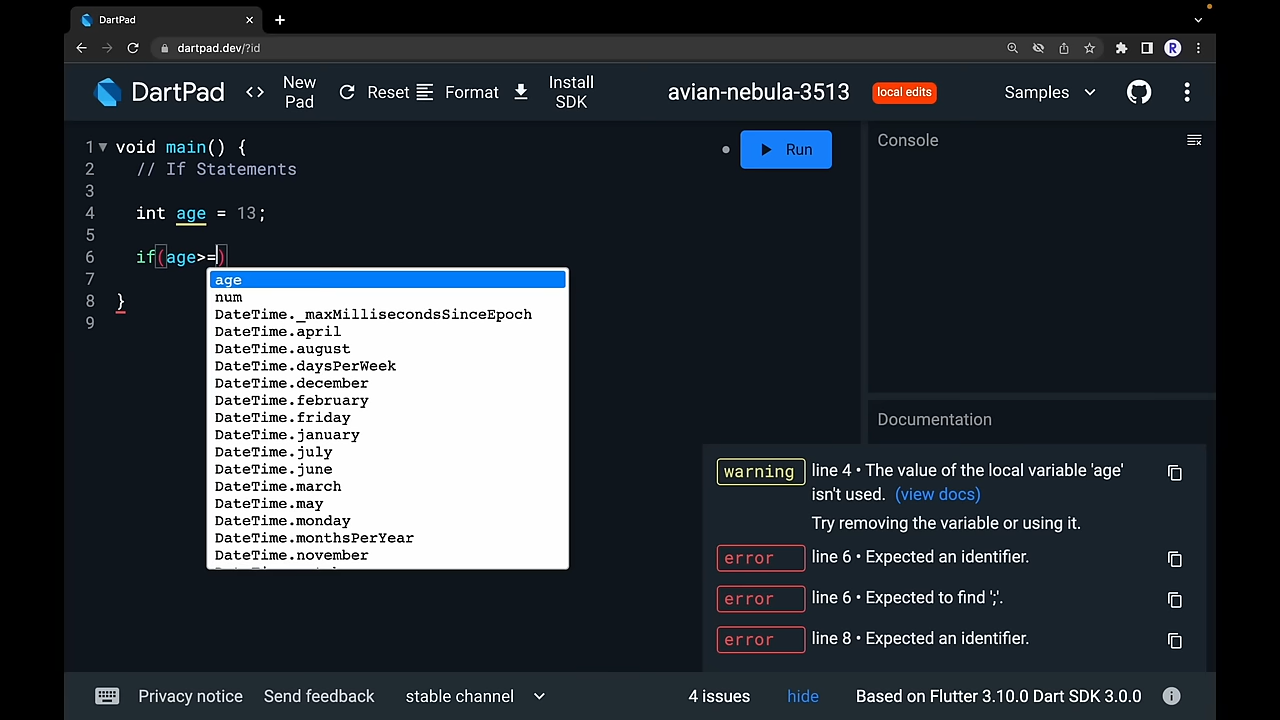 DartPad
dartpad.dev/?id
R
DartPad
<> New Pad
Reset
Format
Install SDK
avian-nebula-3513
local edits
Samples
1 void main() {
2 // If Statements
3
4 int age = 13;
5
6 if(age>=)
7
8 }
9
age
num
DateTime._maxMillisecondsSinceEpoch
DateTime.april
DateTime.august
DateTime.daysPerWeek
DateTime.december
DateTime.february
DateTime.friday
DateTime.january
DateTime.july
DateTime.june
DateTime.march
DateTime.may
DateTime.monday
DateTime.monthsPerYear
DateTime.november
Run
Console
Documentation
warning line 4 • The value of the local variable 'age'
isn't used. (view docs)
Try removing the variable or using it.
error line 6 • Expected an identifier.
error line 6 • Expected to find ';'.
error line 8 • Expected an identifier.
Privacy notice
Send feedback
stable channel
4 issues
hide
Based on Flutter 3.10.0 Dart SDK 3.0.0